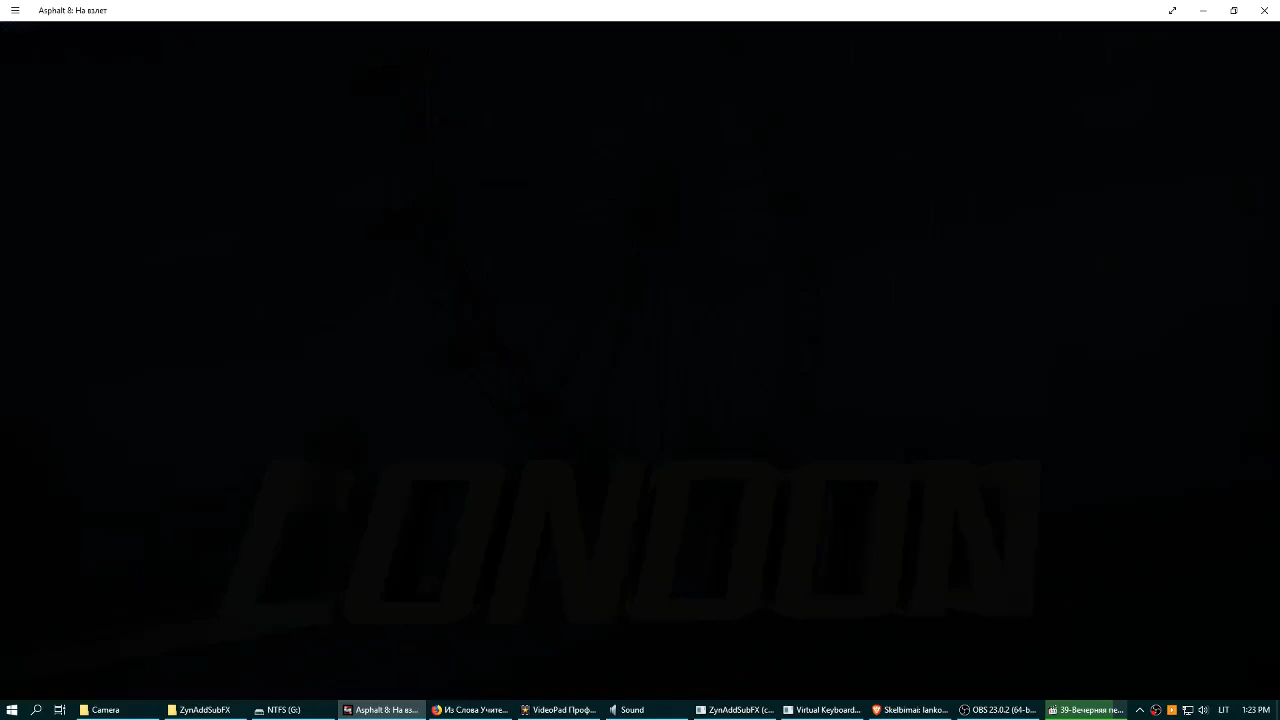 Asphalt 8: На взлет
LONDON
Camera
ZynAddSubFX
NTFS (G:)
Asphalt 8: На вз...
Из Слова Учите...
VideoPad Проф...
Sound
ZynAddSubFX (c...
Virtual Keyboard...
Skelbimai: lanko...
OBS 23.0.2 (64-b...
39-Вечерняя пе...
LIT
1:23 PM